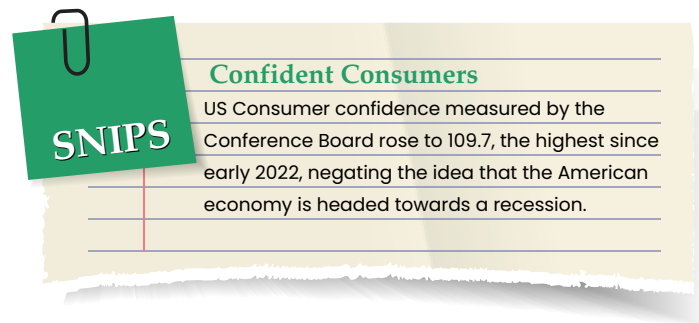 SNIPS
Confident Consumers
US Consumer confidence measured by the
Conference Board rose to 109.7, the highest since
early 2022, negating the idea that the American
economy is headed towards a recession.